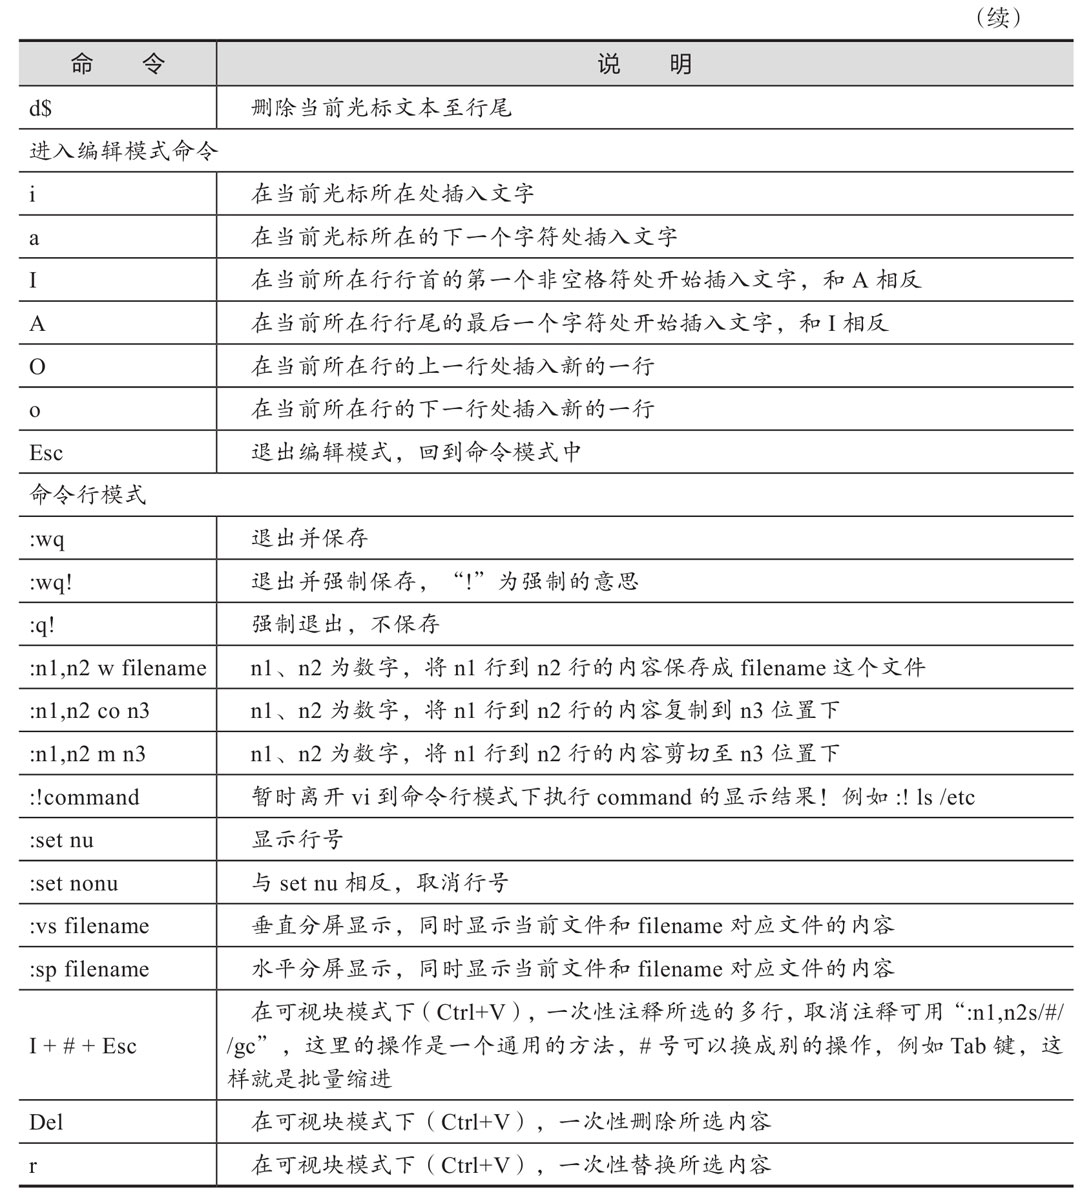 （续）
命 令 说 明
d$ 删除当前光标文本至行尾
进入编辑模式命令
i 在当前光标所在处插入文字
a 在当前光标所在的下一个字符处插入文字
I 在当前所在行行首的第一个非空格符处开始插入文字，和 A 相反
A 在当前所在行行尾的最后一个字符处开始插入文字，和 I 相反
O 在当前所在行的上一行处插入新的一行
o 在当前所在行的下一行处插入新的一行
Esc 退出编辑模式，回到命令模式中
命令行模式
:wq 退出并保存
:wq! 退出并强制保存，“!”为强制的意思
:q! 强制退出，不保存
:n1,n2 w filename n1、n2 为数字，将 n1 行到 n2 行的内容保存成 filename 这个文件
:n1,n2 co n3 n1、n2 为数字，将 n1 行到 n2 行的内容复制到 n3 位置下
:n1,n2 m n3 n1、n2 为数字，将 n1 行到 n2 行的内容剪切至 n3 位置下
:!command 暂时离开 vi 到命令行模式下执行 command 的显示结果！例如 :! ls /etc
:set nu 显示行号
:set nonu 与 set nu 相反，取消行号
:vs filename 垂直分屏显示，同时显示当前文件和 filename 对应文件的内容
:sp filename 水平分屏显示，同时显示当前文件和 filename 对应文件的内容
在可视块模式下（Ctrl+V），一次性注释所选的多行，取消注释可用“:n1,n2s/#/
I + # + Esc /gc”，这里的操作是一个通用的方法，# 号可以换成别的操作，例如 Tab 键，这
样就是批量缩进
Del 在可视块模式下（Ctrl+V），一次性删除所选内容
r 在可视块模式下（Ctrl+V），一次性替换所选内容